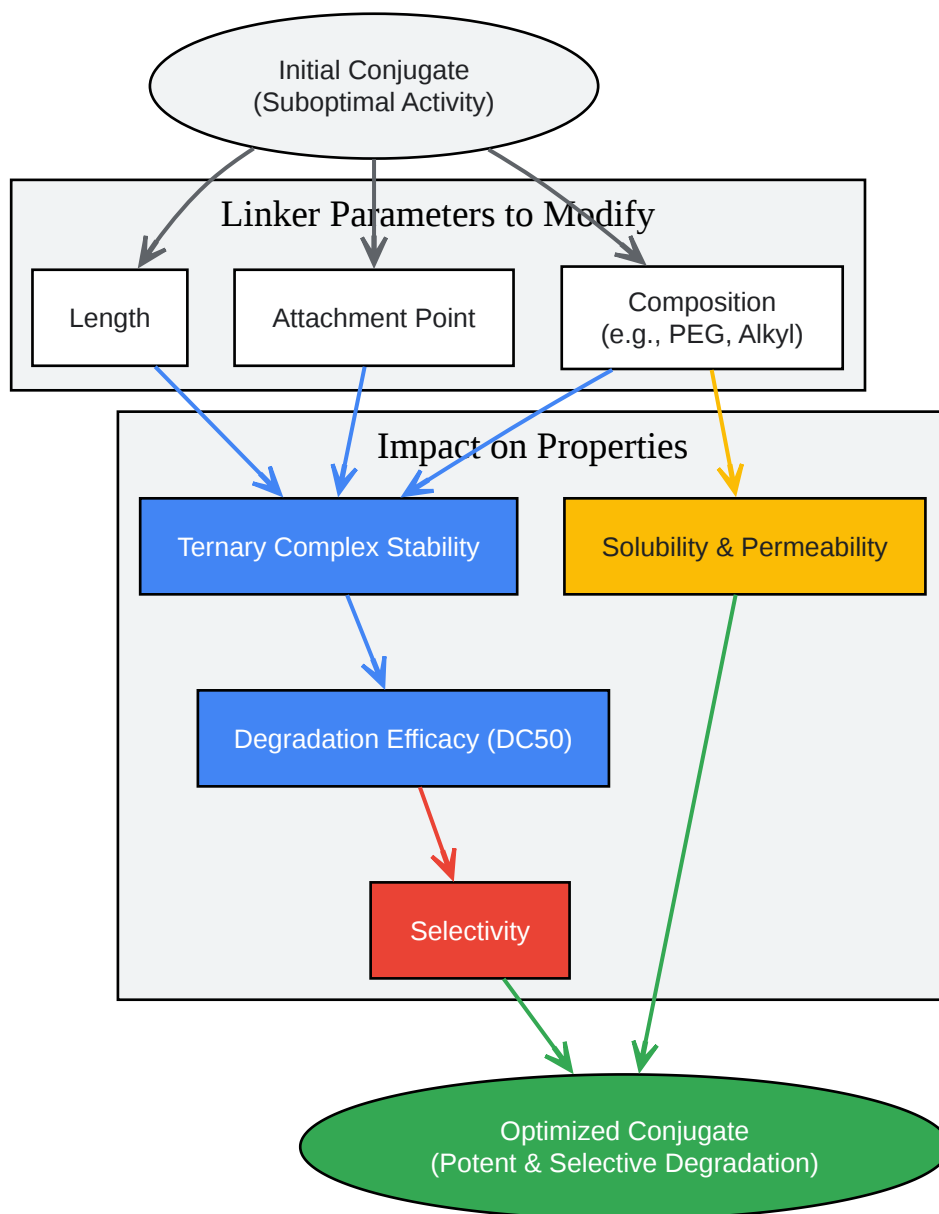 Initial Conjugate
(Suboptimal Activity)
Linker Parameters to Modify
Length
Attachment Point
Composition
(e.g., PEG, Alkyl)
Impact on Properties
Ternary Complex Stability
Solubility & Permeability
Degradation Efficacy (DC50)
Selectivity
Optimized Conjugate
(Potent & Selective Degradation)